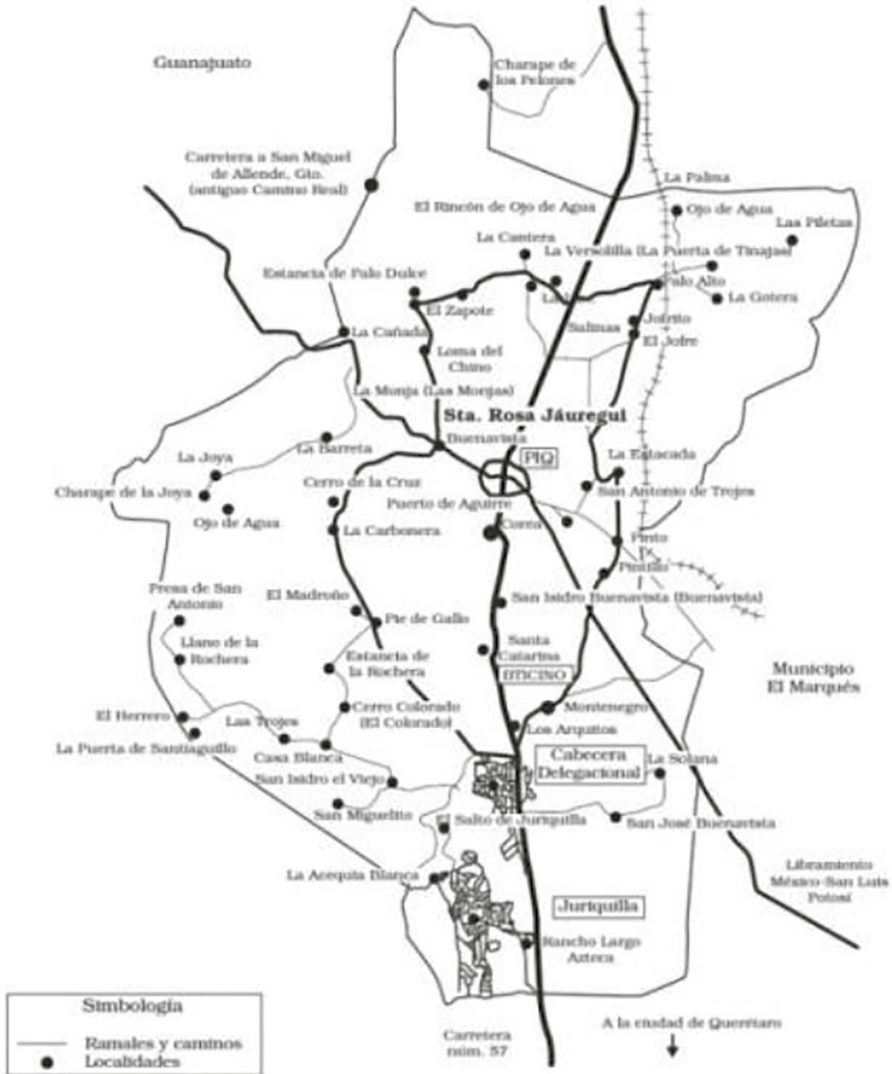 Guanajuato
Charape de
los Pelones
Carretera a San Miguel
de Allende, Gto.
(antiguo Camino Real)
La Palma
El Rincón de Ojo de Agua
Ojo de Agua
Las Piletas
La Cantera
La Versolilla (La Puerta de Tinajas)
Estancia de Palo Dulce
Palo Alto
El Zapote
La Gotera
Salinas
Jofrito
La Cañada
El Jofre
Loma del
Chino
La Monja (Las Monjas)
Sta. Rosa Jáuregui
Buenavista
La Barreta
PIQ
La Estacada
La Joya
Cerro de la Cruz
San Antonio de Trojes
Charape de la Joya
Puerto de Aguirre
Ojo de Agua
Corea
La Carbonera
Pinto
Pintillo
Presa de San
Antonio
El Madroño
San Isidro Buenavista (Buenavista)
Pie de Gallo
Llano de la
Rochera
Santa
Catarina
Estancia de
la Rochera
BTICINO
Municipio
El Marqués
El Herrero
Cerro Colorado
(El Colorado)
Montenegro
Las Trojes
Los Arquitos
La Puerta de Santiaguillo
Casa Blanca
Cabecera
Delegacional
La Solana
San Isidro el Viejo
San Miguelito
El Salto de Juriquilla
San José Buenavista
La Acequia Blanca
Libramiento
México-San Luis
Potosí
Juriquilla
Rancho Largo
Azteca
Simbología
Ramales y caminos
Localidades
Carretera
núm. 57
A la ciudad de Querétaro